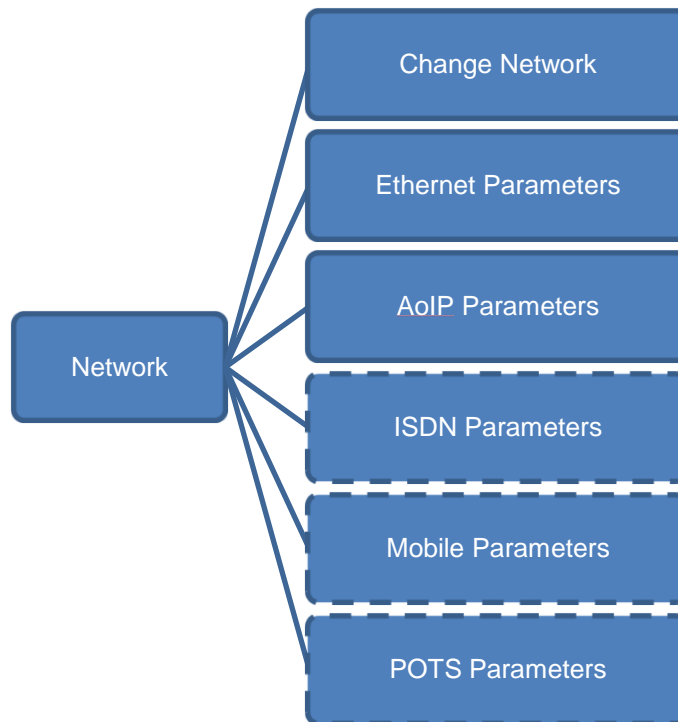 Change Network
Ethernet Parameters
AoIP Parameters
Network
ISDN Parameters
Mobile Parameters
POTS Parameters